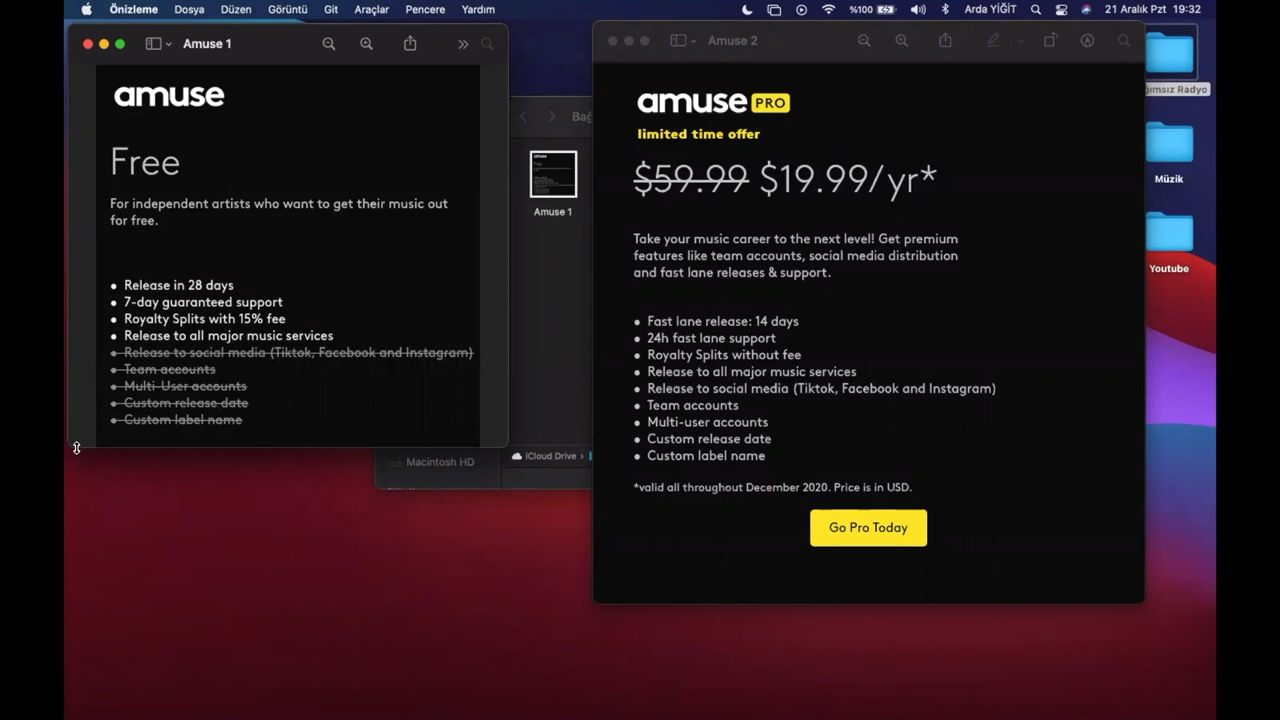 Önizleme Dosya Düzen Görüntü Git Araçlar Pencere Yardım
%100 Arda YİĞİT 21 Aralık Pzt 19:32
Amuse 1
amuse
Free
For independent artists who want to get their music out
for free.
• Release in 28 days
• 7-day guaranteed support
• Royalty Splits with 15% fee
• Release to all major music services
• Release to social media (Tiktok, Facebook and Instagram)
• Team accounts
• Multi-User accounts
• Custom release date
• Custom label name
Amuse 1
Macintosh HD
iCloud Drive ›
Amuse 2
amuse PRO
limited time offer
$59.99 $19.99/yr*
Take your music career to the next level! Get premium
features like team accounts, social media distribution
and fast lane releases & support.
• Fast lane release: 14 days
• 24h fast lane support
• Royalty Splits without fee
• Release to all major music services
• Release to social media (Tiktok, Facebook and Instagram)
• Team accounts
• Multi-user accounts
• Custom release date
• Custom label name
*valid all throughout December 2020. Price is in USD.
Go Pro Today
Radyo
Müzik
Youtube